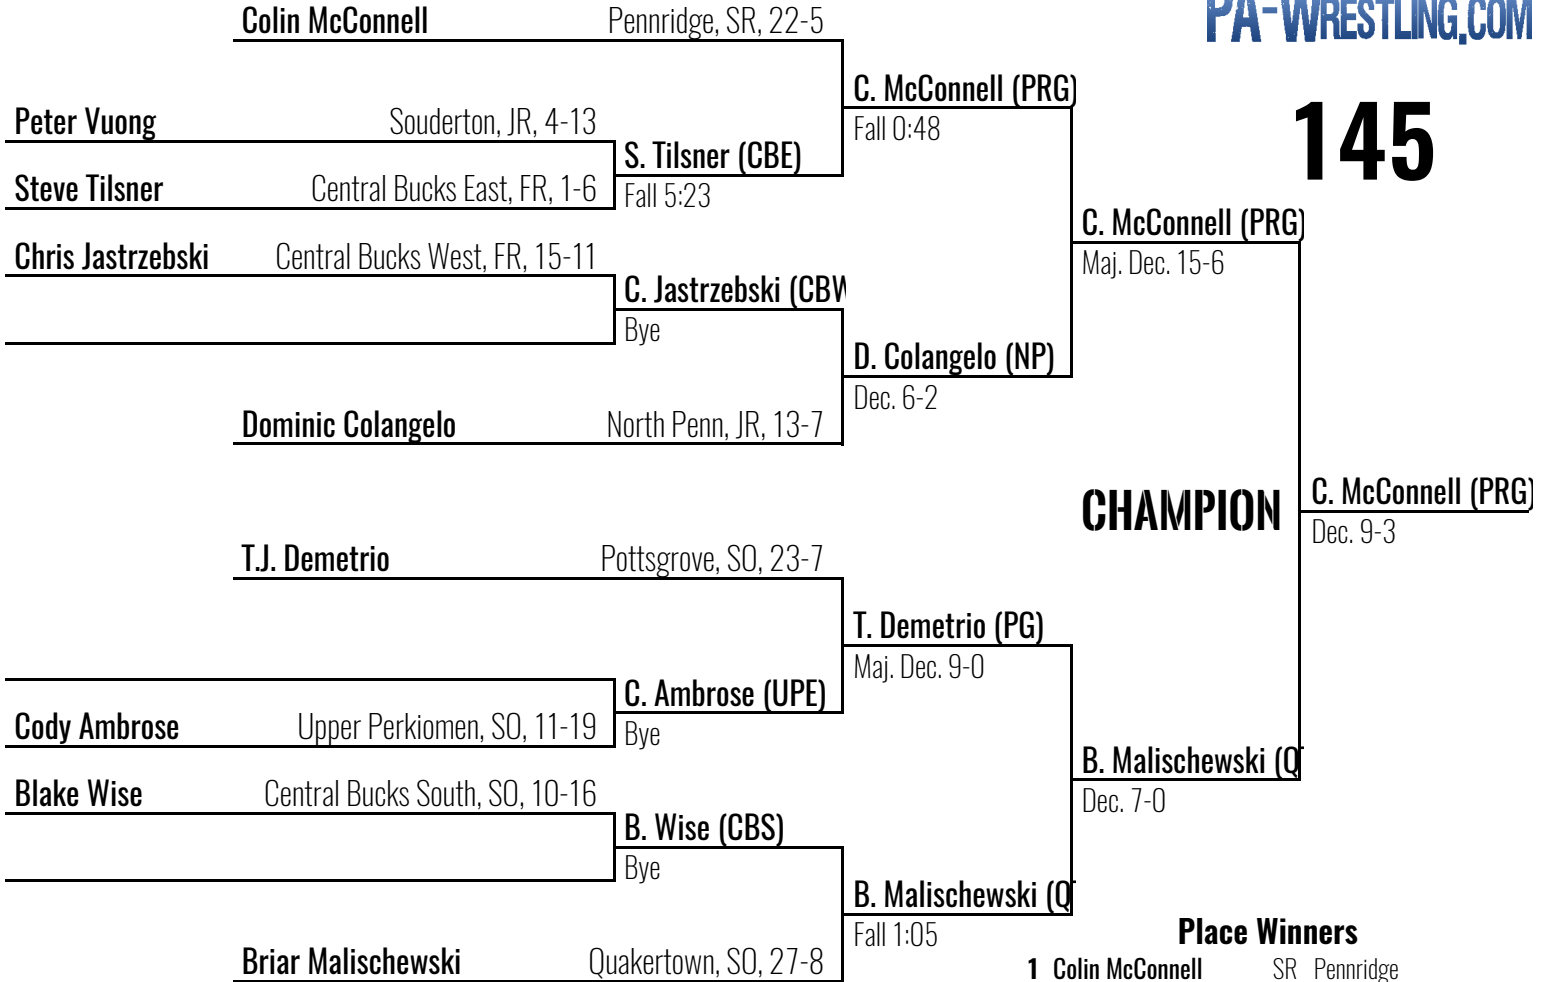 PA-WRESTLING.COM
145
Colin McConnell Pennridge, SR, 22-5
C. McConnell (PRG)
Fall 0:48
Peter Vuong Souderton, JR, 4-13
S. Tilsner (CBE)
Fall 5:23
Steve Tilsner Central Bucks East, FR, 1-6
C. McConnell (PRG)
Maj. Dec. 15-6
Chris Jastrzebski Central Bucks West, FR, 15-11
C. Jastrzebski (CBW
Bye
D. Colangelo (NP)
Dec. 6-2
Dominic Colangelo North Penn, JR, 13-7
CHAMPION
C. McConnell (PRG)
Dec. 9-3
T.J. Demetrio Pottsgrove, SO, 23-7
T. Demetrio (PG)
Maj. Dec. 9-0
C. Ambrose (UPE)
Bye
Cody Ambrose Upper Perkiomen, SO, 11-19
B. Malischewski (Q
Dec. 7-0
Blake Wise Central Bucks South, SO, 10-16
B. Wise (CBS)
Bye
B. Malischewski (Q
Fall 1:05
Briar Malischewski Quakertown, SO, 27-8
Place Winners
1 Colin McConnell SR Pennridge